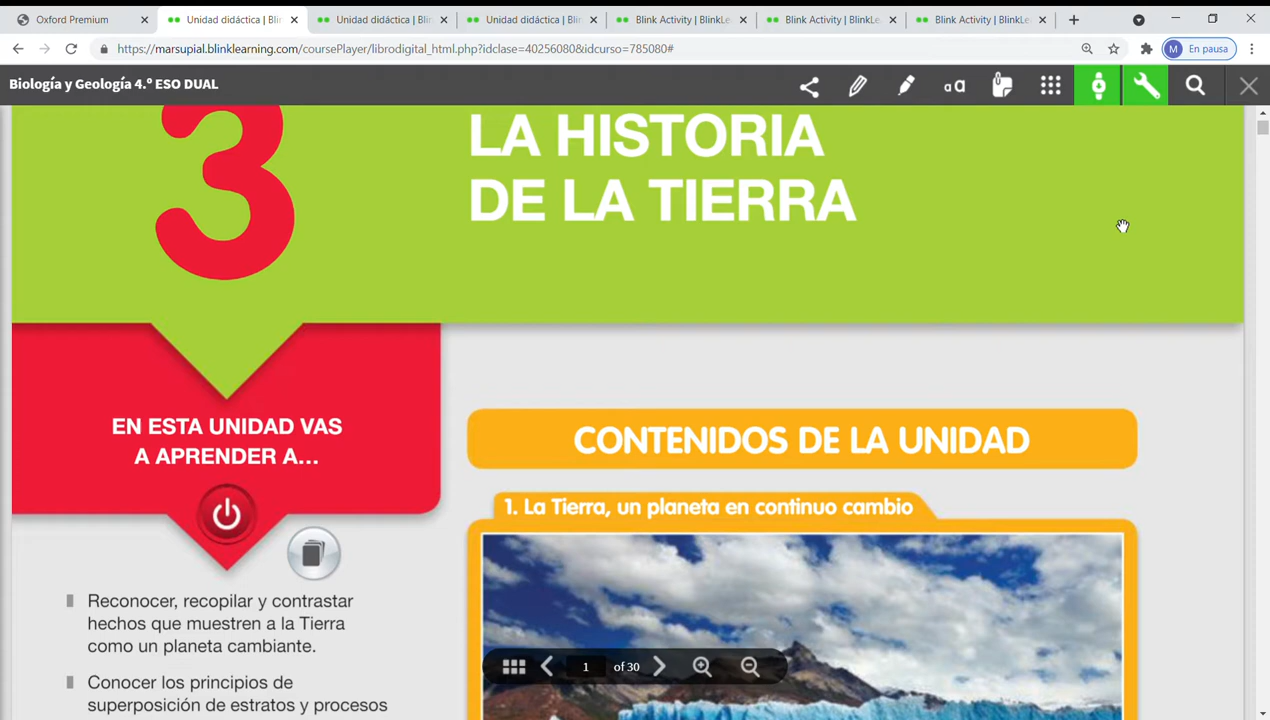 Oxford Premium
Unidad didáctica | Bli
Unidad didáctica | Bli
Unidad didáctica | Bli
Blink Activity | BlinkLe
Blink Activity | BlinkLe
Blink Activity | BlinkLe
https://marsupial.blinklearning.com/coursePlayer/librodigital_html.php?idclase=40256080&idcurso=785080#
M En pausa
Biología y Geología 4.º ESO DUAL
aa
3
LA HISTORIA
DE LA TIERRA
EN ESTA UNIDAD VAS
A APRENDER A...
CONTENIDOS DE LA UNIDAD
1. La Tierra, un planeta en continuo cambio
Reconocer, recopilar y contrastar
hechos que muestren a la Tierra
como un planeta cambiante.
Conocer los principios de
superposición de estratos y procesos
1 of 30